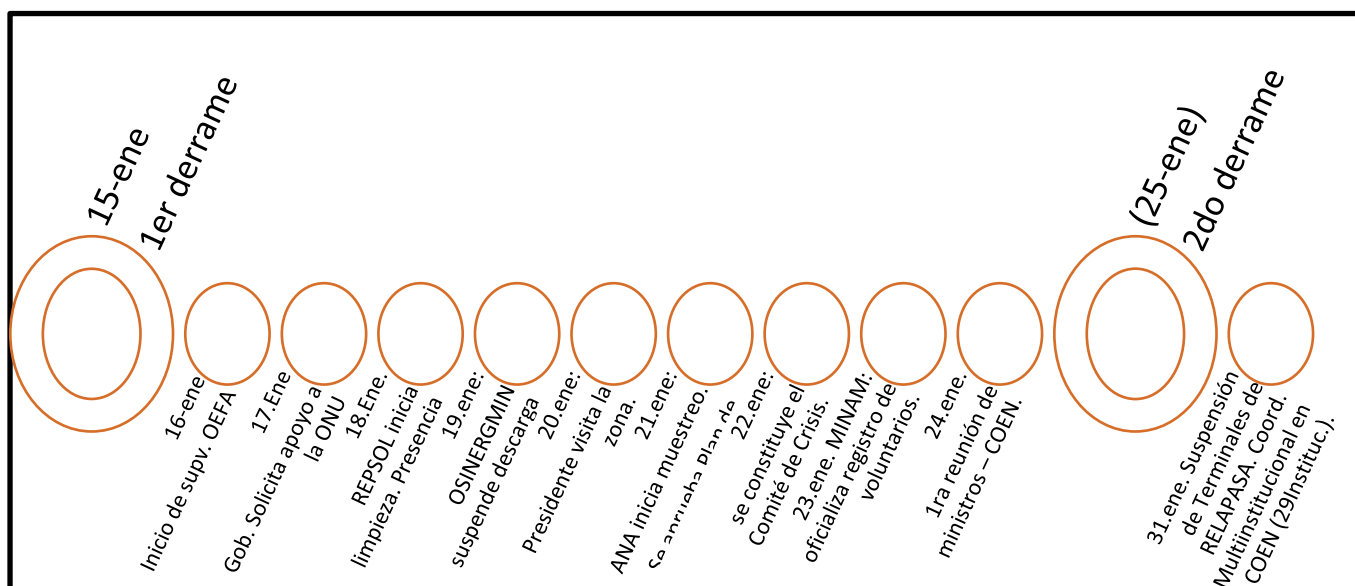 15-ene
1er derrame
16-ene
Inicio de supv. OEFA
17.Ene
Gob. Solicita apoyo a
la ONU
18.Ene.
REPSOL inicia
limpieza. Presencia
19.ene:
OSINERGMIN
suspende descarga
20.ene:
Presidente visita la
zona.
21.ene:
ANA inicia muestreo.
Se aprueba Plan de
22.ene:
se constituye el
Comité de Crisis.
23.ene. MINAM:
oficializa registro de
voluntarios.
24.ene.
1ra reunión de
ministros – COEN.
(25-ene)
2do derrame
31.ene. Suspensión
de Terminales de
RELAPASA. Coord.
Multiinstitucional en
COEN (29Instituc.).